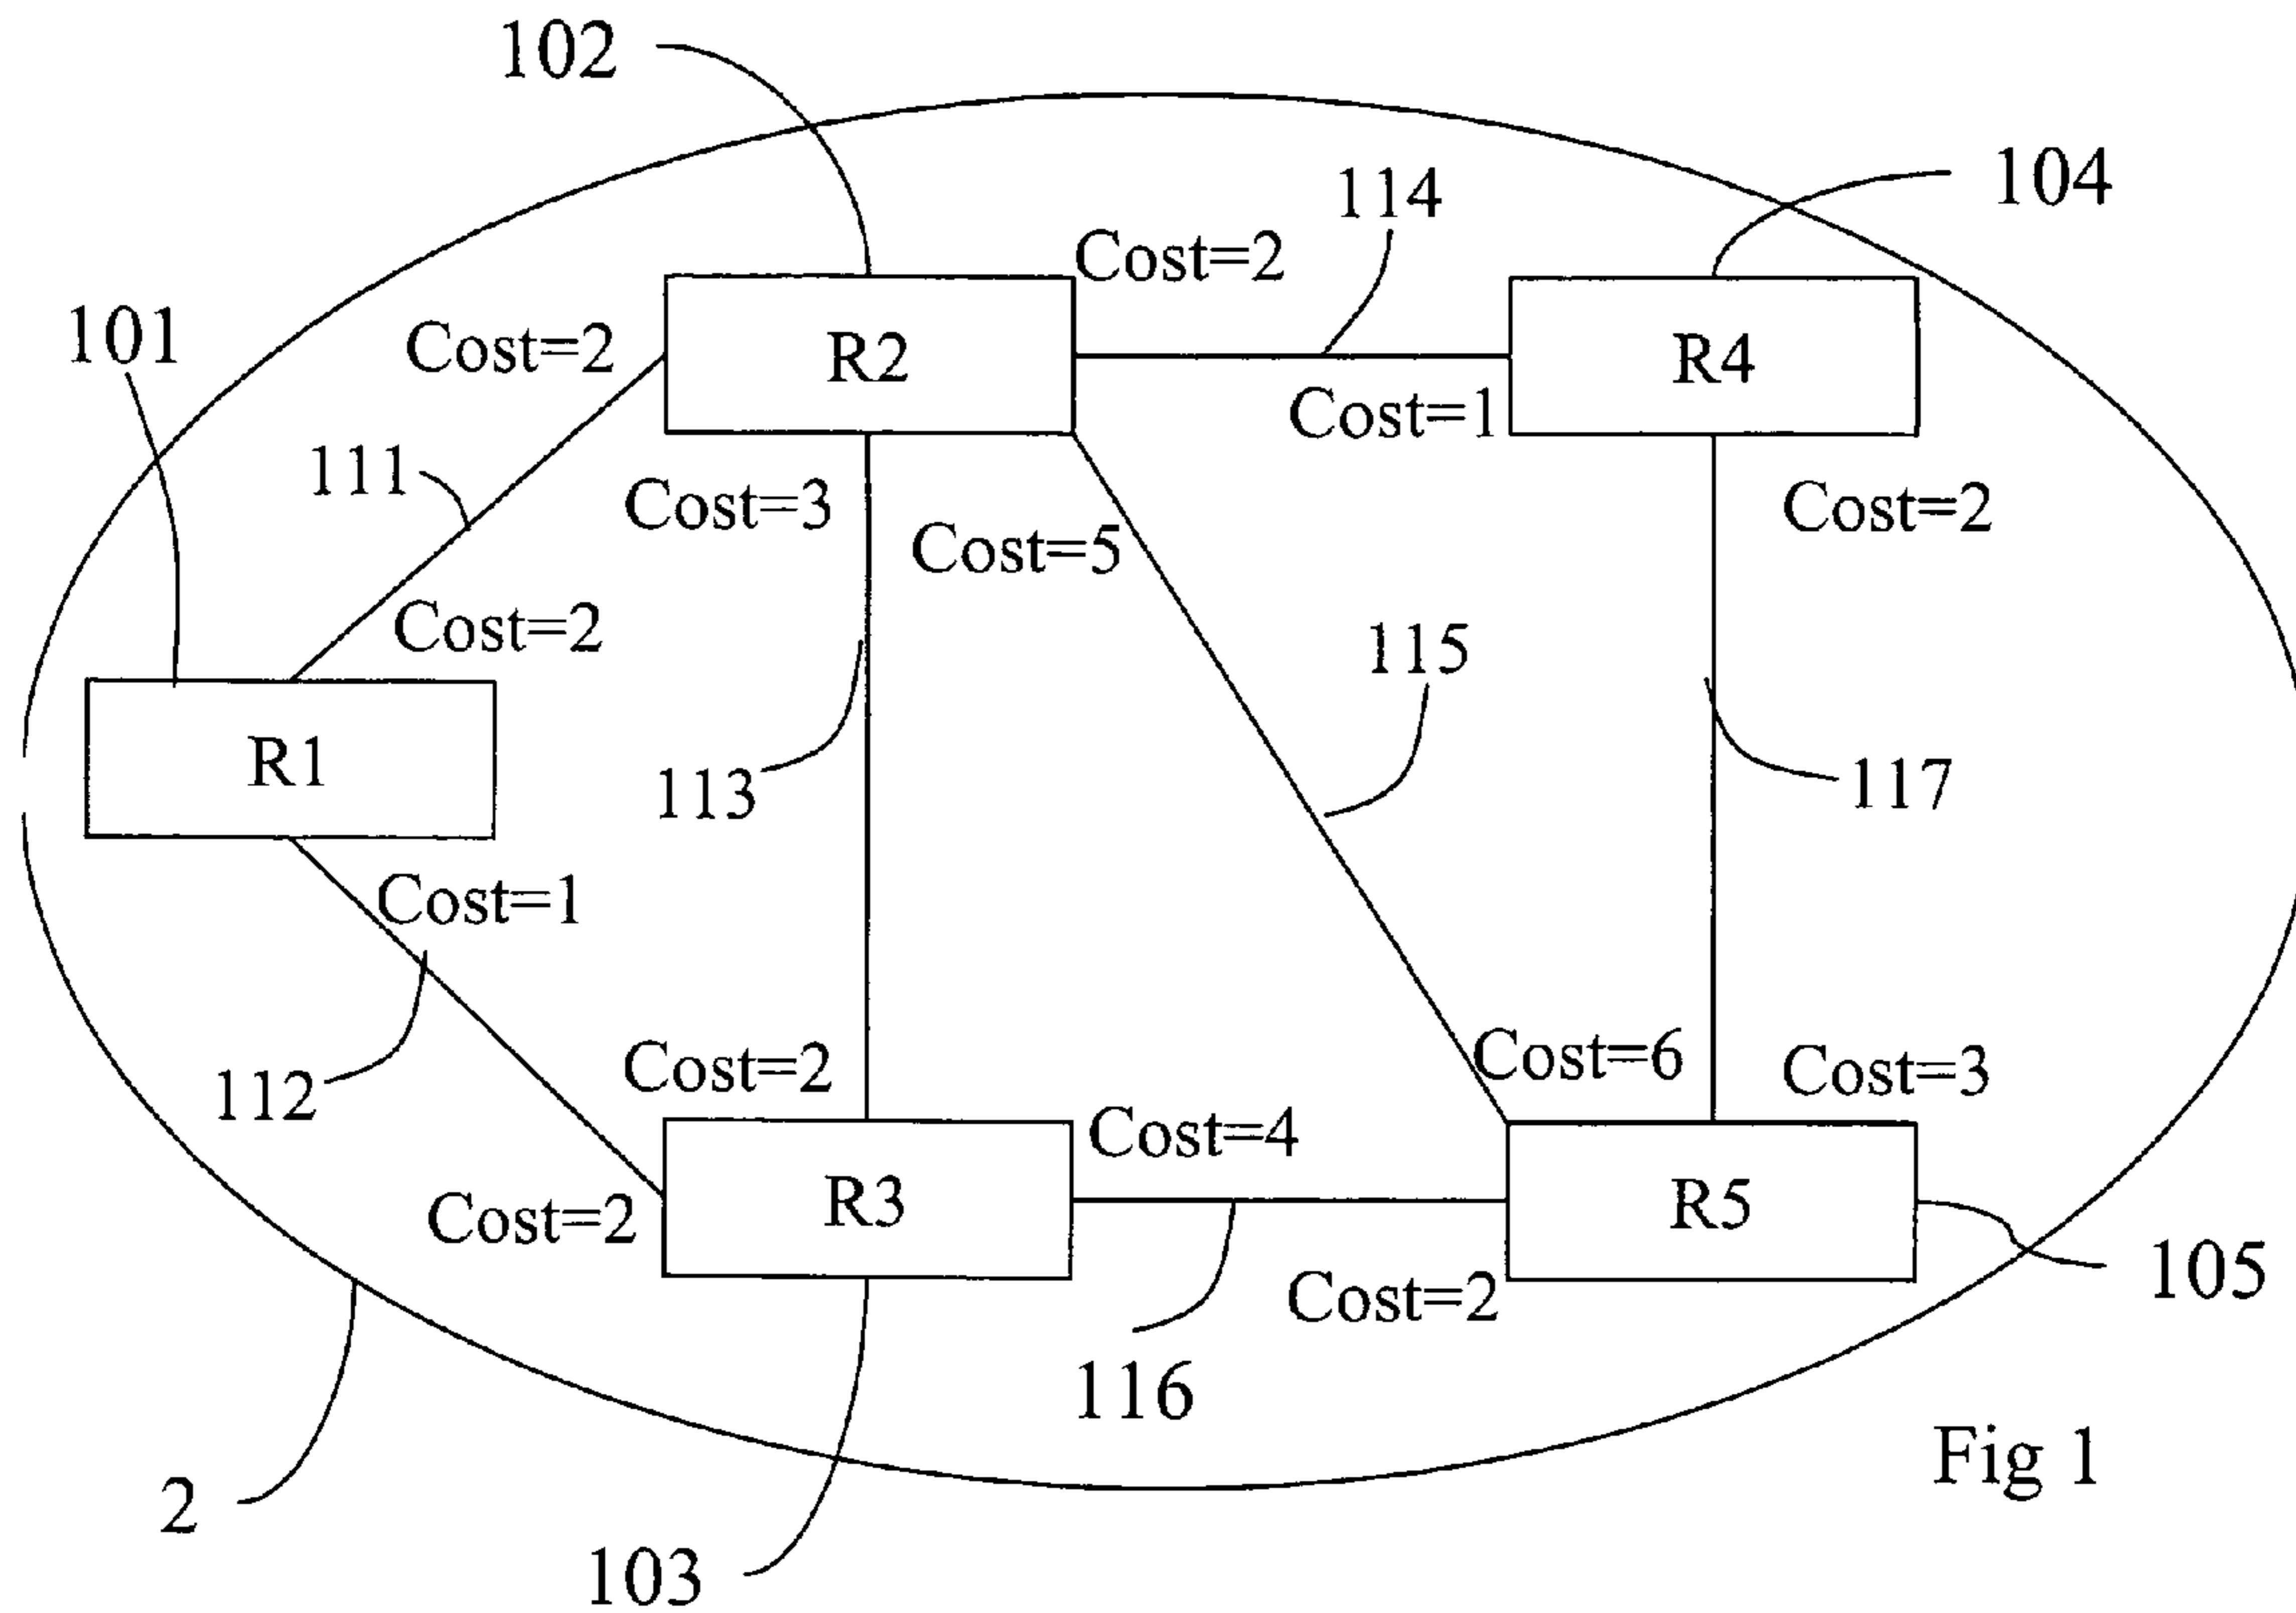 102
104
114
Cost=2
101
Cost=2
R2
R4
Cost=1
111
Cost=3
Cost=5
Cost=2
Cost=2
115
R1
113
117
Cost=1
112
Cost=2
Cost=6
Cost=3
Cost=4
Cost=2
R3
R5
105
Cost=2
116
Fig 1
2
103